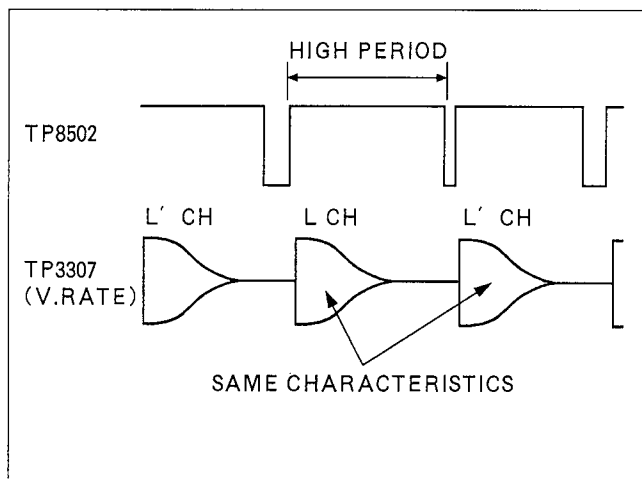 HIGH PERIOD
TP8502
L' CH L CH L' CH
TP3307
(V.RATE)
SAME CHARACTERISTICS